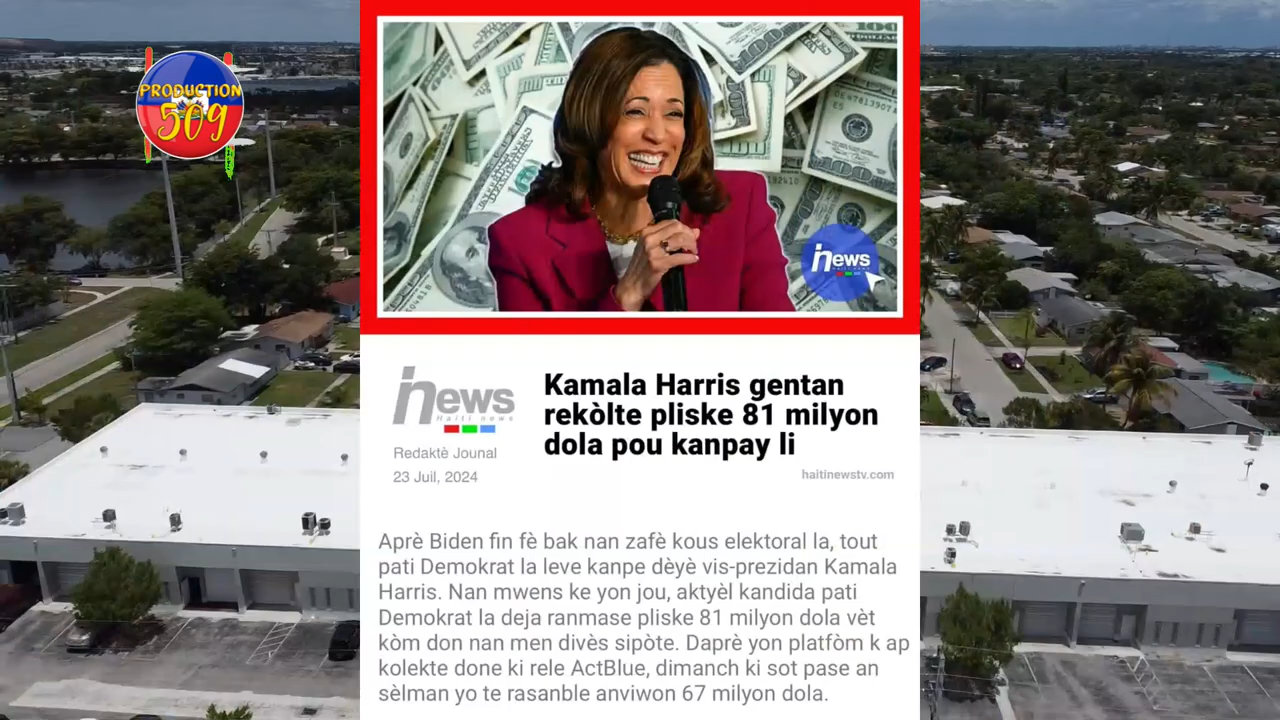 PRODUCTION
509
inews
inews
Haiti news
Kamala Harris gentan
rekòlte pliske 81 milyon
dola pou kanpay li
Redaktè Jounal
23 Juil, 2024
haitinewstv.com
Aprè Biden fin fè bak nan zafè kous elektoral la, tout
pati Demokrat la leve kanpe dèyè vis-prezidan Kamala
Harris. Nan mwens ke yon jou, aktyèl kandida pati
Demokrat la deja ranmase pliske 81 milyon dola vèt
kòm don nan men divès sipòte. Daprè yon platfòm k ap
kolekte done ki rele ActBlue, dimanch ki sot pase an
sèlman yo te rasanble anviwon 67 milyon dola.